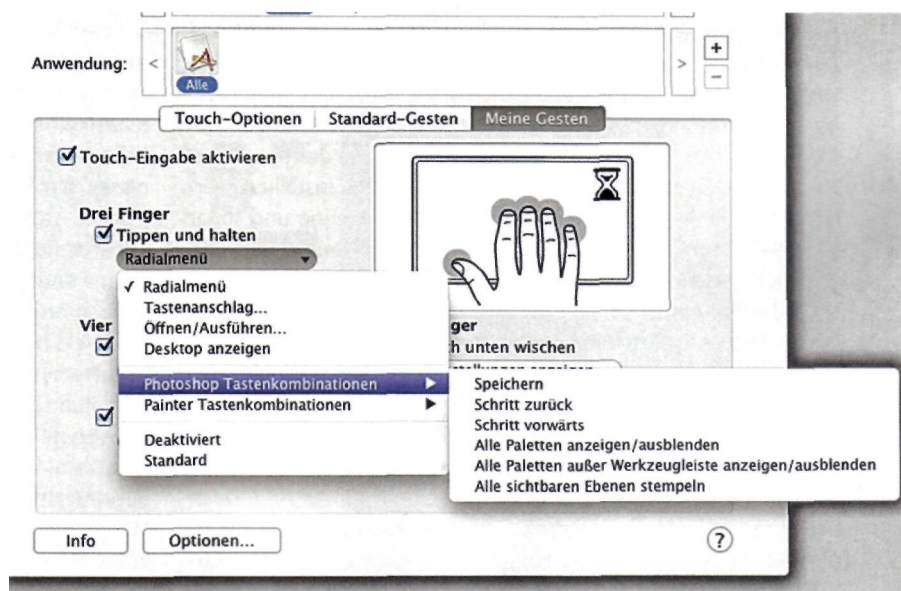 Anwendung:
<
>
+
−
Alle
Touch-Optionen | Standard-Gesten Meine Gesten
Touch-Eingabe aktivieren
Drei Finger
Tippen und halten
Radialmenü
✓ Radialmenü
Tastenanschlag...
Öffnen/Ausführen...
Desktop anzeigen
Photoshop Tastenkombinationen
Painter Tastenkombinationen
Deaktiviert
Standard
Vier
ger
h unten wischen
anzeigen
Speichern
Schritt zurück
Schritt vorwärts
Alle Paletten anzeigen/ausblenden
Alle Paletten außer Werkzeugleiste anzeigen/ausblenden
Alle sichtbaren Ebenen stempeln
Info
Optionen...
?